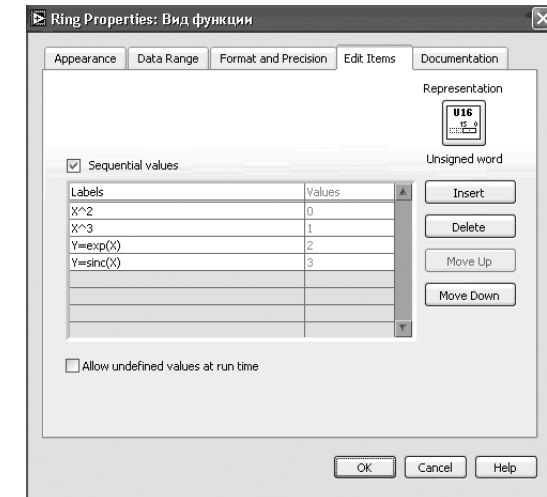 Ring Properties: Вид функции
Appearance Data Range Format and Precision Edit Items Documentation
Representation
U16
15 0
Unsigned word
Sequential values
Labels Values
X^2 0
X^3 1
Y=exp(X) 2
Y=sinc(X) 3
Insert
Delete
Move Up
Move Down
Allow undefined values at run time
OK Cancel Help